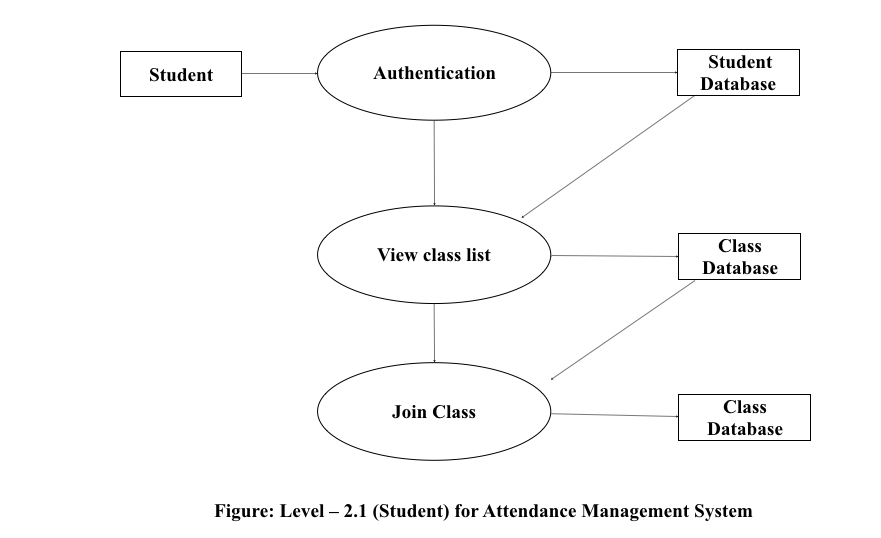 Student
Authentication
Student
Database
View class list
Class
Database
Join Class
Class
Database
Figure: Level – 2.1 (Student) for Attendance Management System